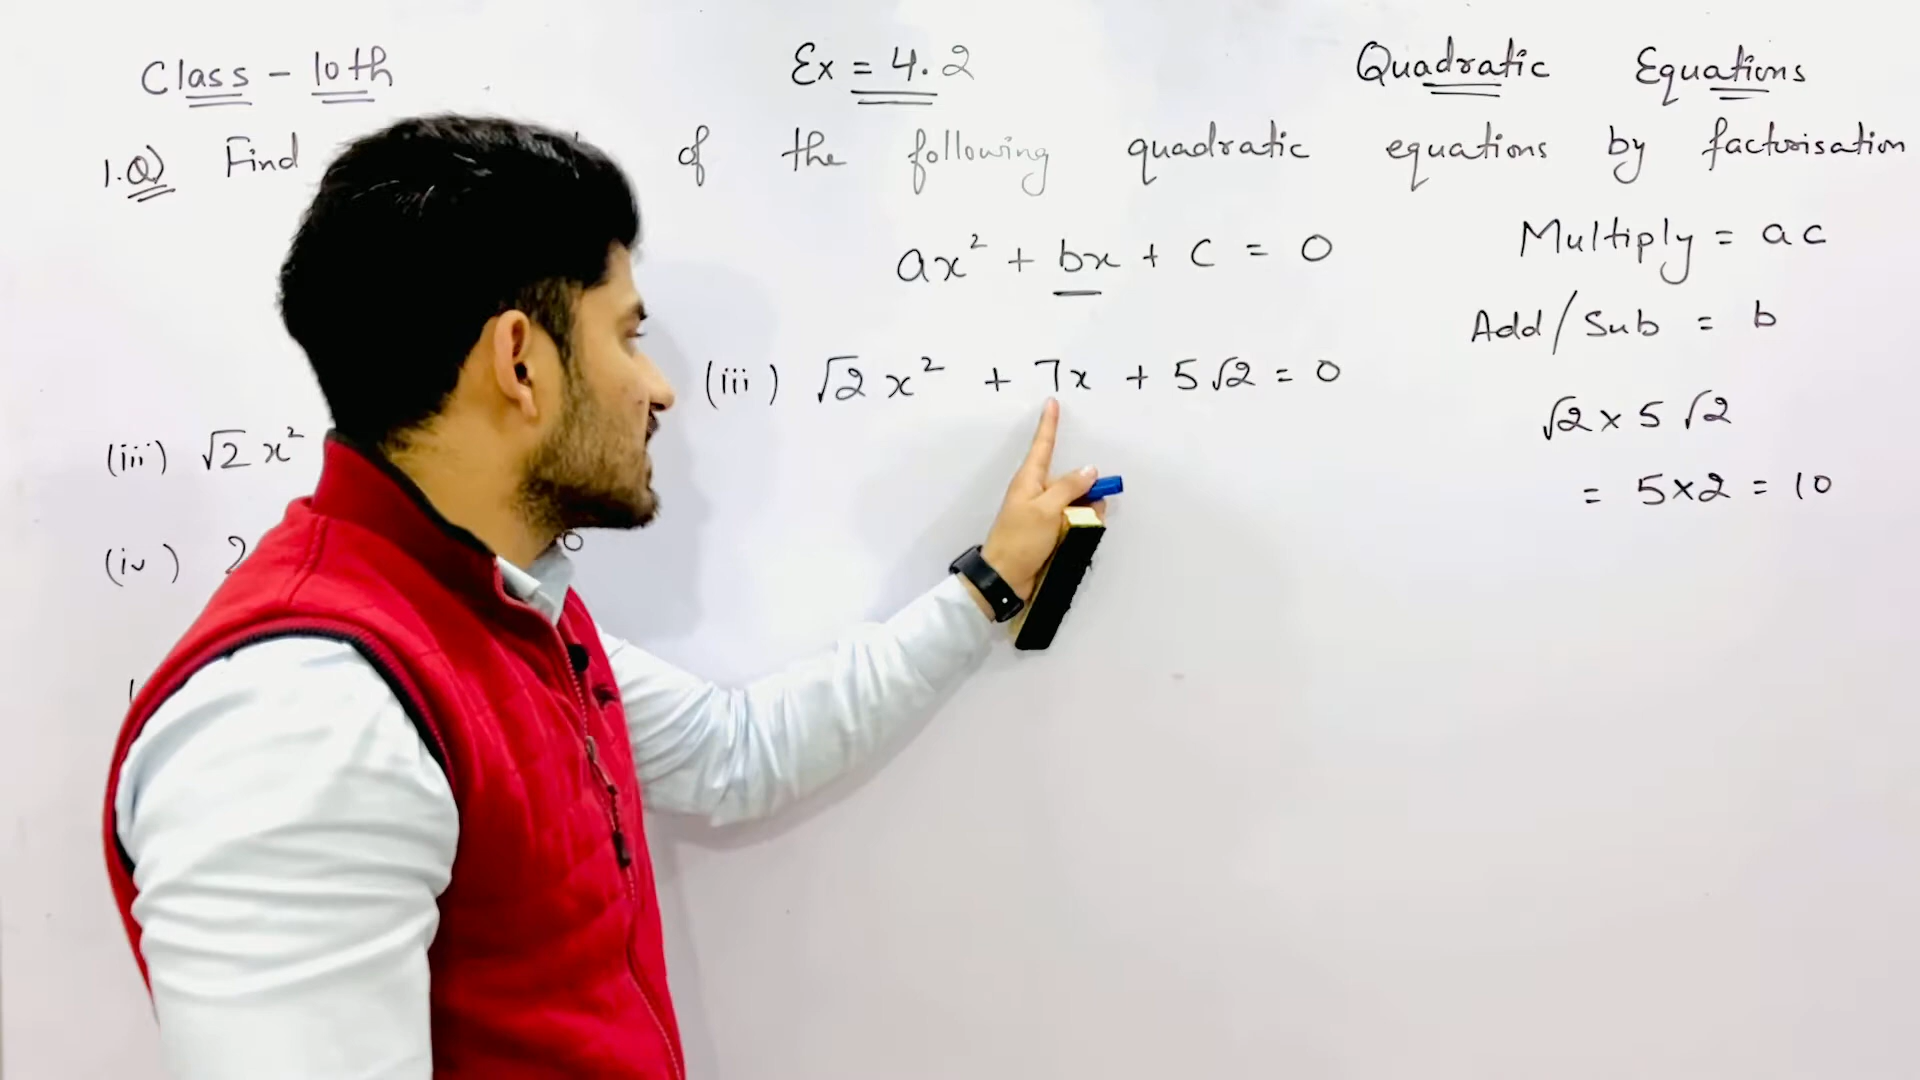 Class - 10th Ex = 4.2 Quadratic Equations
1.Q) Find of the following quadratic equations by factorisation
ax² + bx + c = 0
Multiply = ac
Add/Sub = b
(iii) √2 x² + 7x + 5√2 = 0
√2 × 5 √2
= 5×2 = 10
(iii) √2 x²
(iv) 2 0